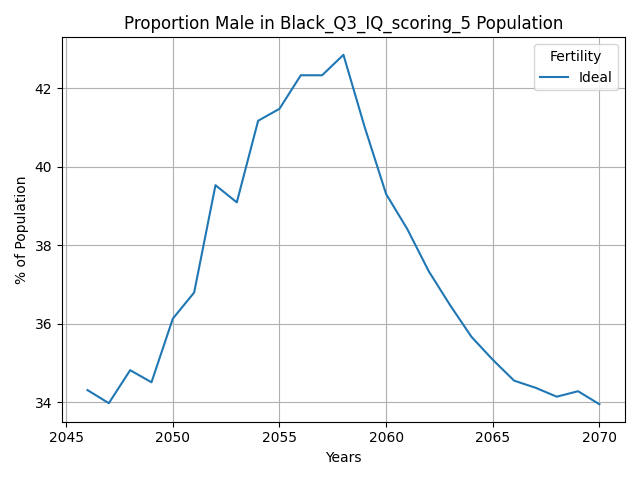 Proportion Male in Black_Q3_IQ_scoring_5 Population
Fertility
Ideal
% of Population
42
40
38
36
34
2045
2050
2055
2060
2065
2070
Years